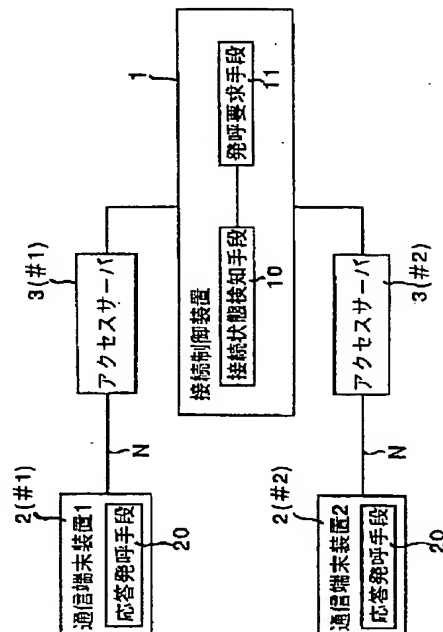 1
接続制御装置
発呼要求手段
11
接続状態検知手段
10
3(#1)
アクセスサーバ
3(#2)
アクセスサーバ
N
N
2(#1)
通信端末装置1
応答発呼手段
20
2(#2)
通信端末装置2
応答発呼手段
20